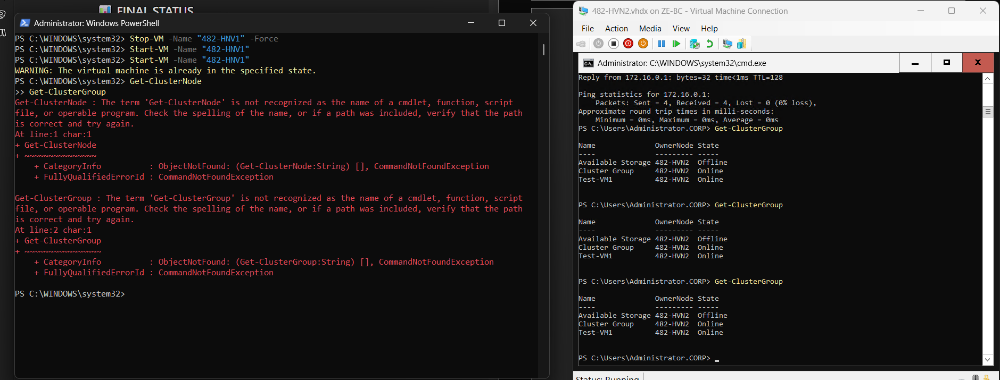 FINAL STATUS
Administrator: Windows PowerShell
PS C:\WINDOWS\system32> Stop-VM -Name "482-HNV1" -Force
PS C:\WINDOWS\system32> Start-VM -Name "482-HNV1"
PS C:\WINDOWS\system32> Start-VM -Name "482-HNV1"
WARNING: The virtual machine is already in the specified state.
PS C:\WINDOWS\system32> Get-ClusterNode
>> Get-ClusterGroup
Get-ClusterNode : The term 'Get-ClusterNode' is not recognized as the name of a cmdlet, function, script
file, or operable program. Check the spelling of the name, or if a path was included, verify that the path
is correct and try again.
At line:1 char:1
+ Get-ClusterNode
+ ~~~~~~~~~~~~~~~
+ CategoryInfo : ObjectNotFound: (Get-ClusterNode:String) [], CommandNotFoundException
+ FullyQualifiedErrorId : CommandNotFoundException
Get-ClusterGroup : The term 'Get-ClusterGroup' is not recognized as the name of a cmdlet, function, script
file, or operable program. Check the spelling of the name, or if a path was included, verify that the path
is correct and try again.
At line:2 char:1
+ Get-ClusterGroup
+ ~~~~~~~~~~~~~~~~
+ CategoryInfo : ObjectNotFound: (Get-ClusterGroup:String) [], CommandNotFoundException
+ FullyQualifiedErrorId : CommandNotFoundException
PS C:\WINDOWS\system32>
482-HVN2.vhdx on ZE-BC - Virtual Machine Connection
File Action Media View Help
Administrator: C:\WINDOWS\system32\cmd.exe
Reply from 172.16.0.1: bytes=32 time<1ms TTL=128
Ping statistics for 172.16.0.1:
Packets: Sent = 4, Received = 4, Lost = 0 (0% loss),
Approximate round trip times in milli-seconds:
Minimum = 0ms, Maximum = 0ms, Average = 0ms
PS C:\Users\Administrator.CORP> Get-ClusterGroup
Name OwnerNode State
---- --------- -----
Available Storage 482-HVN2 Offline
Cluster Group 482-HVN2 Online
Test-VM1 482-HVN2 Online
PS C:\Users\Administrator.CORP> Get-ClusterGroup
Name OwnerNode State
---- --------- -----
Available Storage 482-HVN2 Offline
Cluster Group 482-HVN2 Online
Test-VM1 482-HVN2 Online
PS C:\Users\Administrator.CORP> Get-ClusterGroup
Name OwnerNode State
---- --------- -----
Available Storage 482-HVN2 Offline
Cluster Group 482-HVN2 Online
Test-VM1 482-HVN2 Online
PS C:\Users\Administrator.CORP>
Status: Running